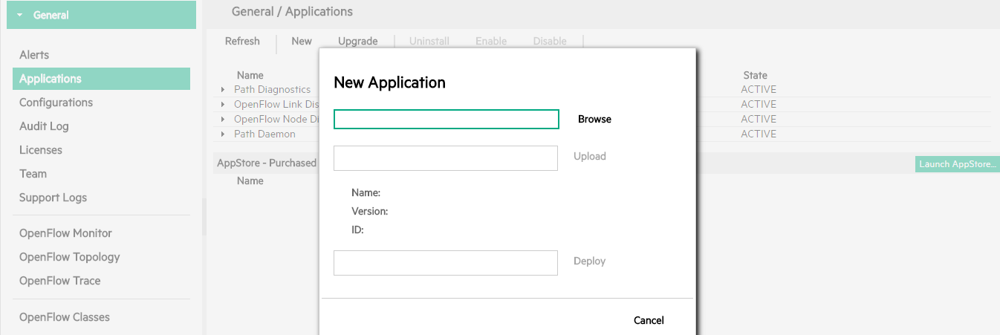 General
General / Applications
Refresh New Upgrade Uninstall Enable Disable
Alerts
Applications
Configurations
Audit Log
Licenses
Team
Support Logs
OpenFlow Monitor
OpenFlow Topology
OpenFlow Trace
OpenFlow Classes
Name State
Path Diagnostics ACTIVE
OpenFlow Link Dis ACTIVE
OpenFlow Node Di ACTIVE
Path Daemon ACTIVE
AppStore - Purchased Launch AppStore...
Name
New Application
Browse
Upload
Name:
Version:
ID:
Deploy
Cancel